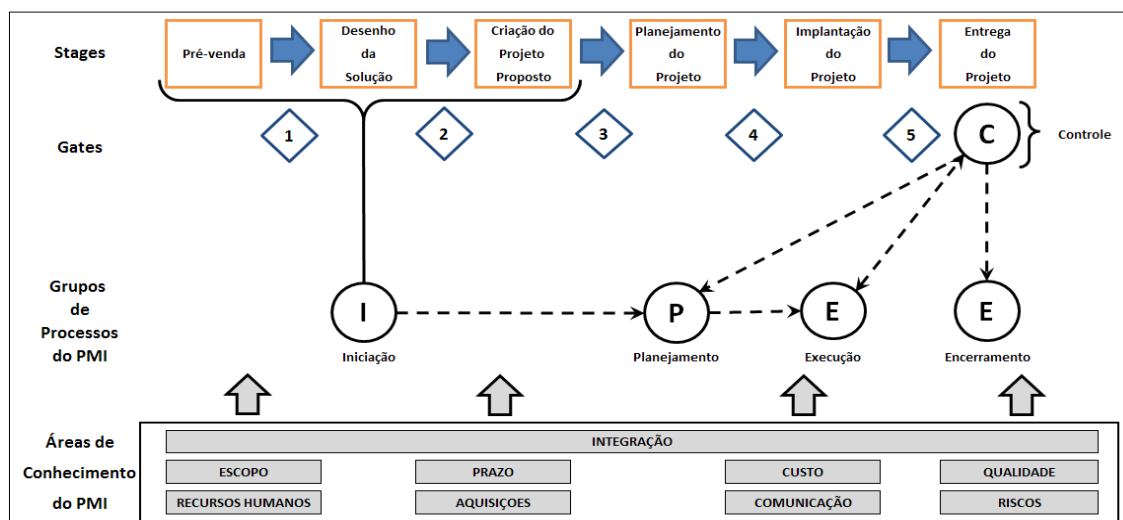 Stages
Pré-venda
Desenho
da
Solução
Criação do
Projeto
Proposto
Planejamento
do
Projeto
Implantação
do
Projeto
Entrega
do
Projeto
Gates
1
2
3
4
5
C
Controle
Grupos
de
Processos
do PMI
I
Iniciação
P
Planejamento
E
Execução
E
Encerramento
Áreas de
Conhecimento
do PMI
INTEGRAÇÃO
ESCOPO
PRAZO
CUSTO
QUALIDADE
RECURSOS HUMANOS
AQUISIÇOES
COMUNICAÇÃO
RISCOS